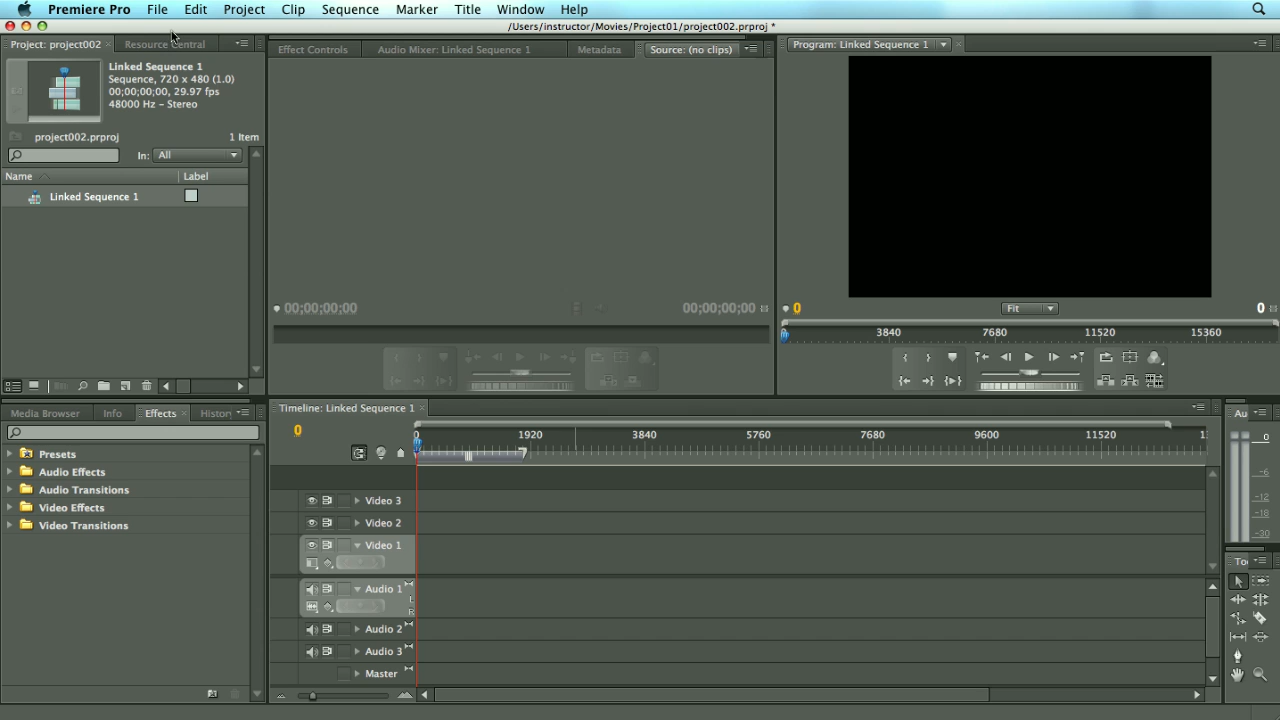 Premiere Pro File Edit Project Clip Sequence Marker Title Window Help
/Users/instructor/Movies/Project01/project002.prproj *
Project: project002 × Resource Central
Linked Sequence 1
Sequence, 720 x 480 (1.0)
00;00;00;00, 29.97 fps
48000 Hz – Stereo
project002.prproj 1 Item
In: All
Name Label
Linked Sequence 1
Effect Controls Audio Mixer: Linked Sequence 1 Metadata Source: (no clips)
00;00;00;00 00;00;00;00
Program: Linked Sequence 1
0 Fit 0
3840 7680 11520 15360
Media Browser Info Effects × History
Presets
Audio Effects
Audio Transitions
Video Effects
Video Transitions
Timeline: Linked Sequence 1 ×
0
0 1920 3840 5760 7680 9600 11520
Video 3
Video 2
Video 1
Audio 1
L
R
Audio 2
Audio 3
Master
Au
0
-6
-12
-18
-30
To